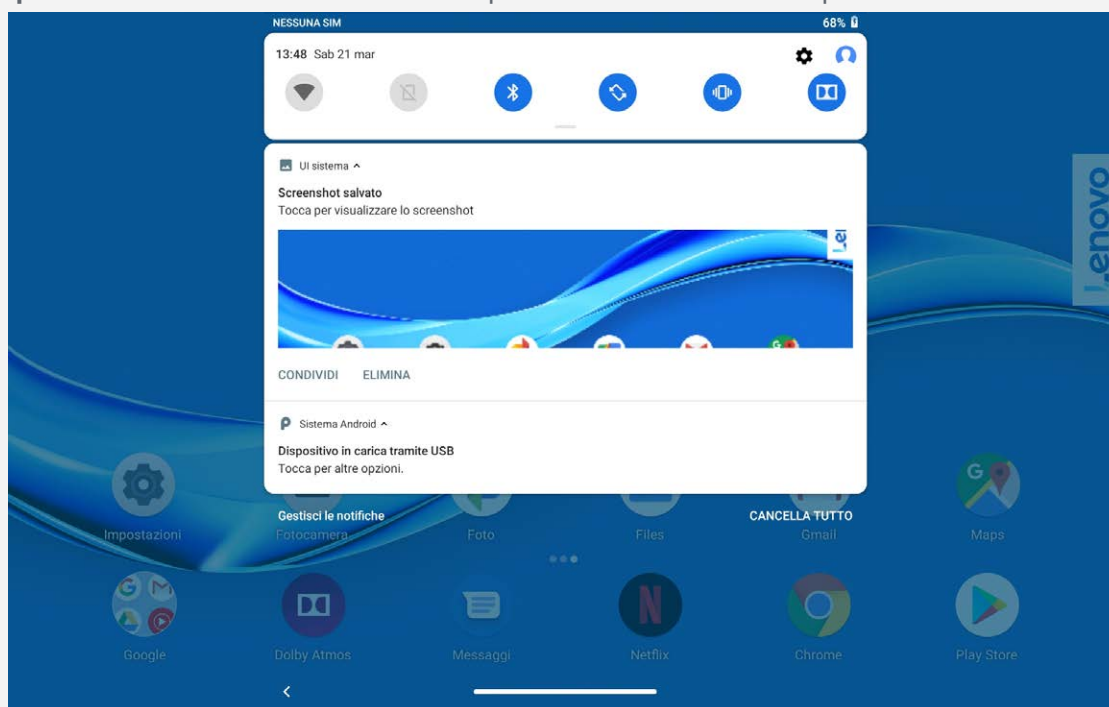 NESSUNA SIM
68%
13:48 Sab 21 mar
UI sistema
Screenshot salvato
Tocca per visualizzare lo screenshot
CONDIVIDI ELIMINA
Sistema Android
Dispositivo in carica tramite USB
Tocca per altre opzioni.
Gestisci le notifiche
CANCELLA TUTTO
Impostazioni Fotocamera Foto Files Gmail Maps
Google Dolby Atmos Messaggi Netflix Chrome Play Store
Lenovo